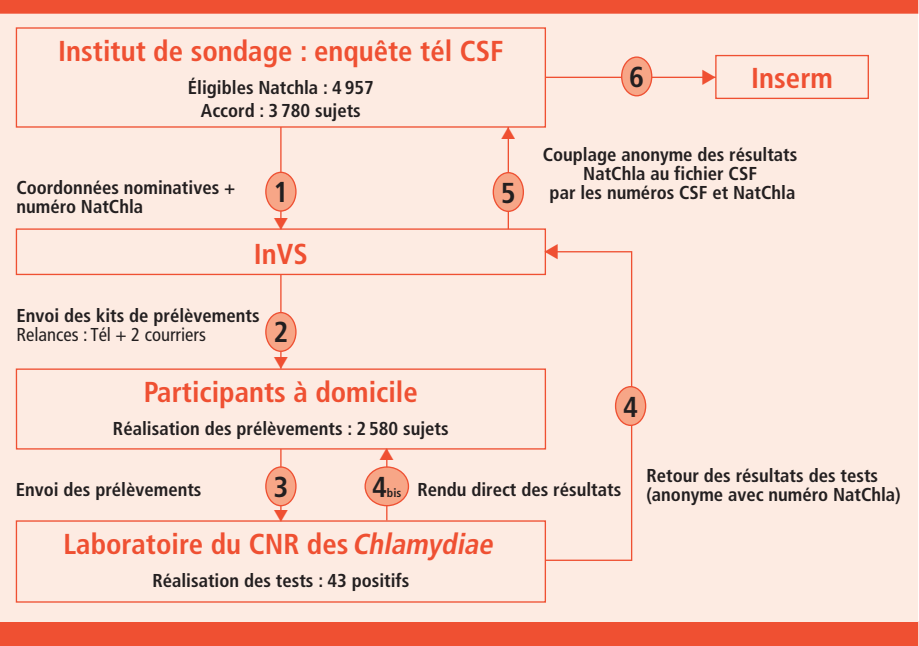 Institut de sondage : enquête tél CSF
Éligibles Natchla : 4 957
Accord : 3 780 sujets
6
Inserm
Coordonnées nominatives +
numéro NatChla
1
5
Couplage anonyme des résultats
NatChla au fichier CSF
par les numéros CSF et NatChla
InVS
Envoi des kits de prélèvements
Relances : Tél + 2 courriers
2
Participants à domicile
Réalisation des prélèvements : 2 580 sujets
4
Retour des résultats des tests
(anonyme avec numéro NatChla)
Envoi des prélèvements
3
4bis
Rendu direct des résultats
Laboratoire du CNR des Chlamydiae
Réalisation des tests : 43 positifs